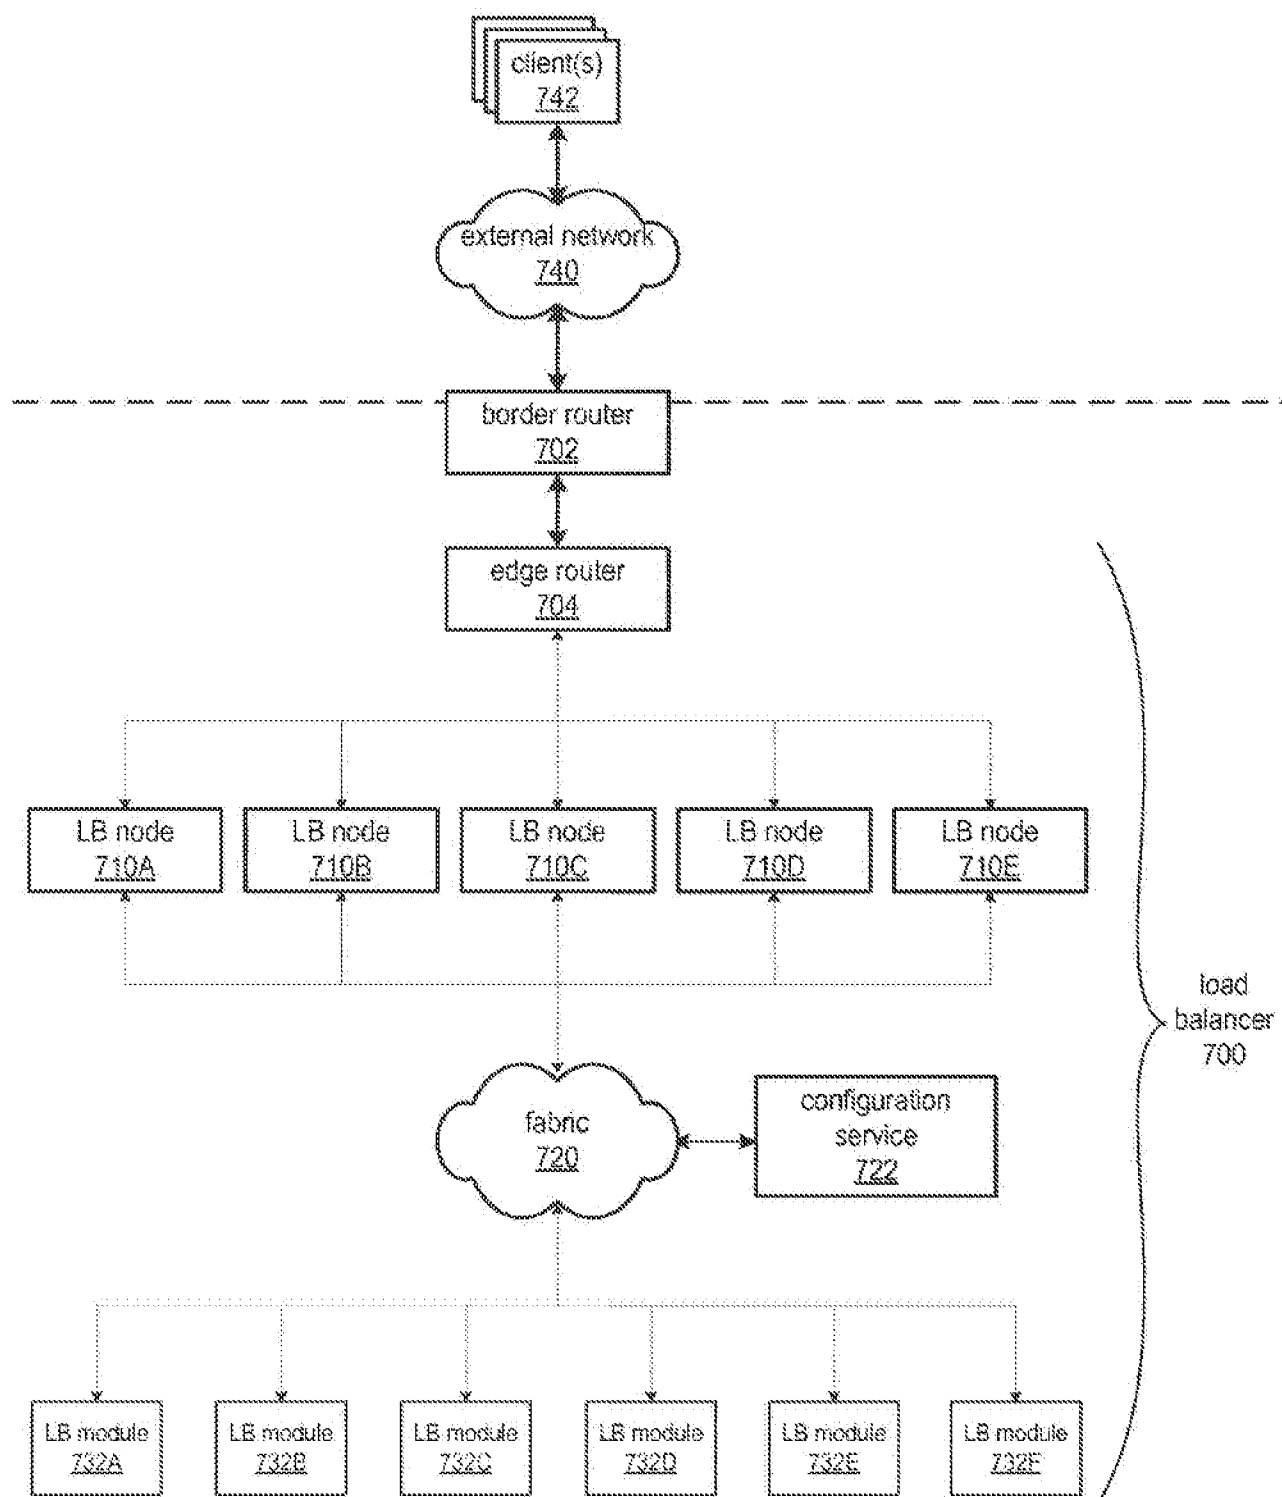 client(s)
742
external network
740
border router
702
edge router
704
LB node
710A
LB node
710B
LB node
710C
LB node
710D
LB node
710E
load
balancer
700
fabric
720
configuration
service
722
LB module
732A
LB module
732B
LB module
732C
LB module
732D
LB module
732E
LB module
732F